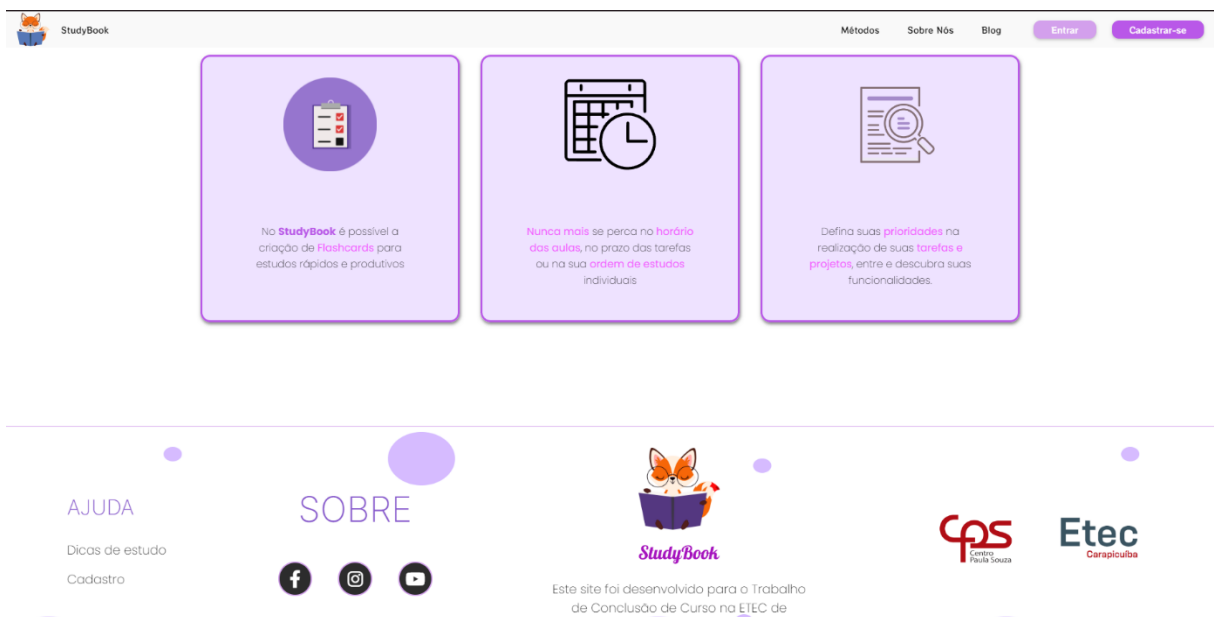 StudyBook
Métodos
Sobre Nós
Blog
Entrar
Cadastrar-se
No StudyBook é possível a
criação de Flashcards para
estudos rápidos e produtivos
Nunca mais se perca no horário
das aulas, no prazo das tarefas
ou na sua ordem de estudos
individuais
Defina suas prioridades na
realização de suas tarefas e
projetos, entre e descubra suas
funcionalidades.
AJUDA
Dicas de estudo
Cadastro
SOBRE
StudyBook
Este site foi desenvolvido para o Trabalho
de Conclusão de Curso na ETEC de
CPS
Centro
Paula Souza
Etec
Carapicuíba